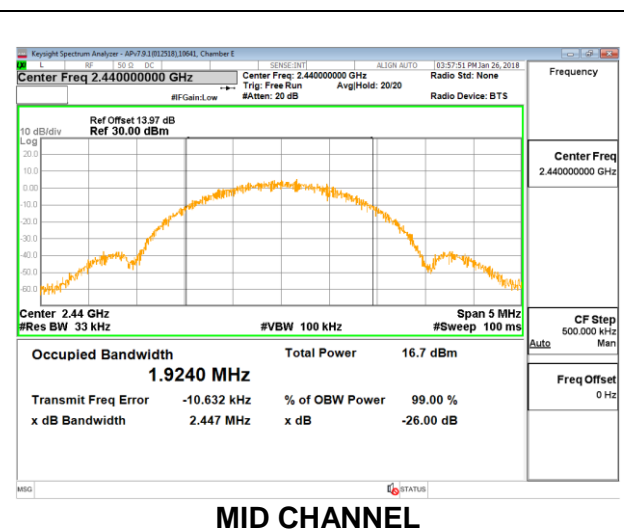 Keysight Spectrum Analyzer - APv7.9.1(012518),10641, Chamber E
L RF 50 Ω DC SENSE:INT ALIGN AUTO 03:57:51 PM Jan 26, 2018
Center Freq 2.440000000 GHz
Center Freq: 2.440000000 GHz Radio Std: None
Trig: Free Run Avg|Hold: 20/20
#IFGain:Low #Atten: 20 dB Radio Device: BTS
Frequency
Ref Offset 13.97 dB
10 dB/div Ref 30.00 dBm
Log
20.0
10.0
0.00
-10.0
-20.0
-30.0
-40.0
-50.0
-60.0
Center 2.44 GHz Span 5 MHz
#Res BW 33 kHz #VBW 100 kHz #Sweep 100 ms
Center Freq
2.440000000 GHz
CF Step
500.000 kHz
Auto Man
Freq Offset
0 Hz
Occupied Bandwidth Total Power 16.7 dBm
1.9240 MHz
Transmit Freq Error -10.632 kHz % of OBW Power 99.00 %
x dB Bandwidth 2.447 MHz x dB -26.00 dB
MSG STATUS
MID CHANNEL